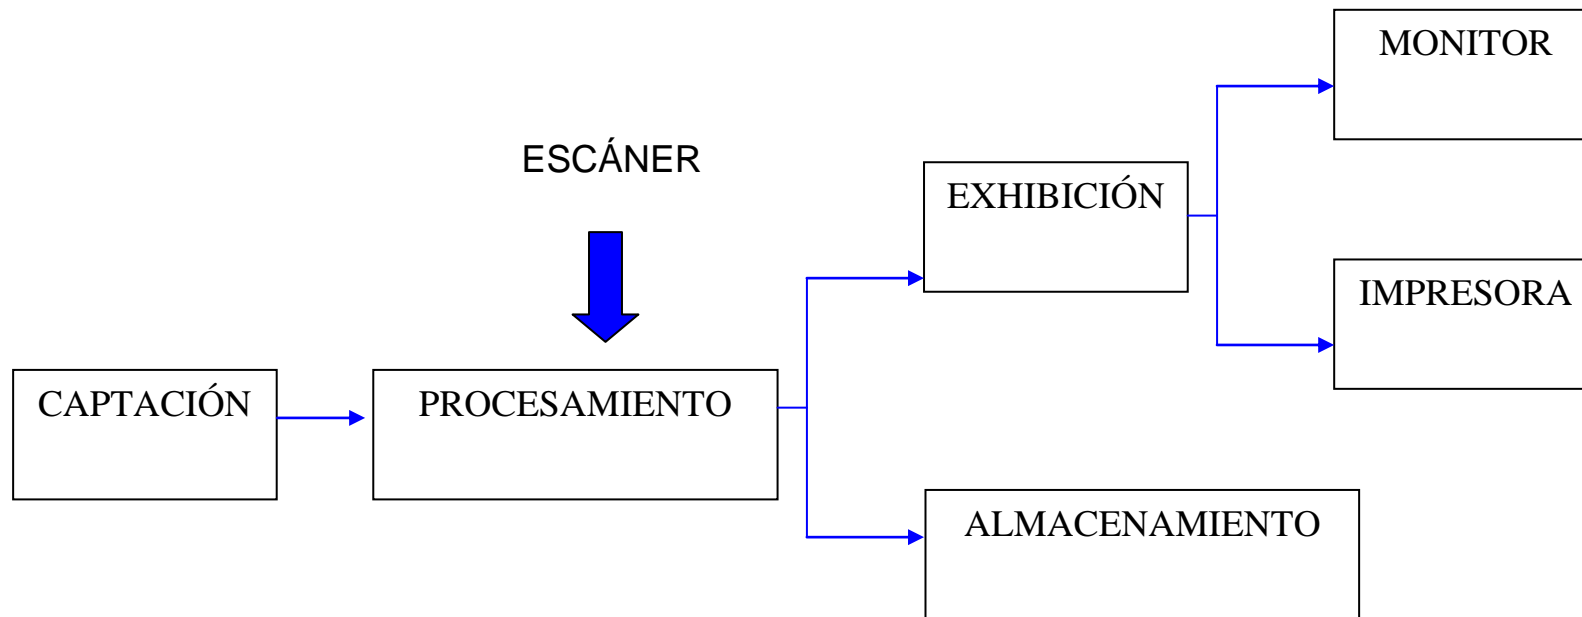 MONITOR
ESCÁNER
EXHIBICIÓN
IMPRESORA
CAPTACIÓN
PROCESAMIENTO
ALMACENAMIENTO